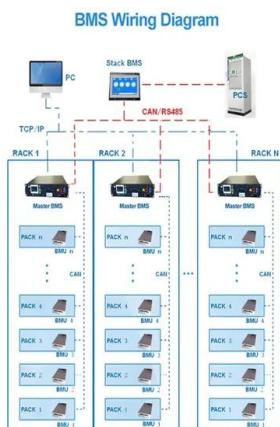 BMS Wiring Diagram
PC
Stack BMS
PCS
CAN/RS485
TCP/IP
RACK 1
RACK 2
RACK N
Master BMS
Master BMS
Master BMS
PACK n
BMU n
PACK n
BMU n
PACK n
BMU n
CAN
CAN
CAN
PACK 4
BMU 4
PACK 4
BMU 4
PACK 4
BMU 4
PACK 3
BMU 3
PACK 3
BMU 3
PACK 3
BMU 3
PACK 2
BMU 2
PACK 2
BMU 2
PACK 2
BMU 2
PACK 1
BMU 1
PACK 1
BMU 1
PACK 1
BMU 1